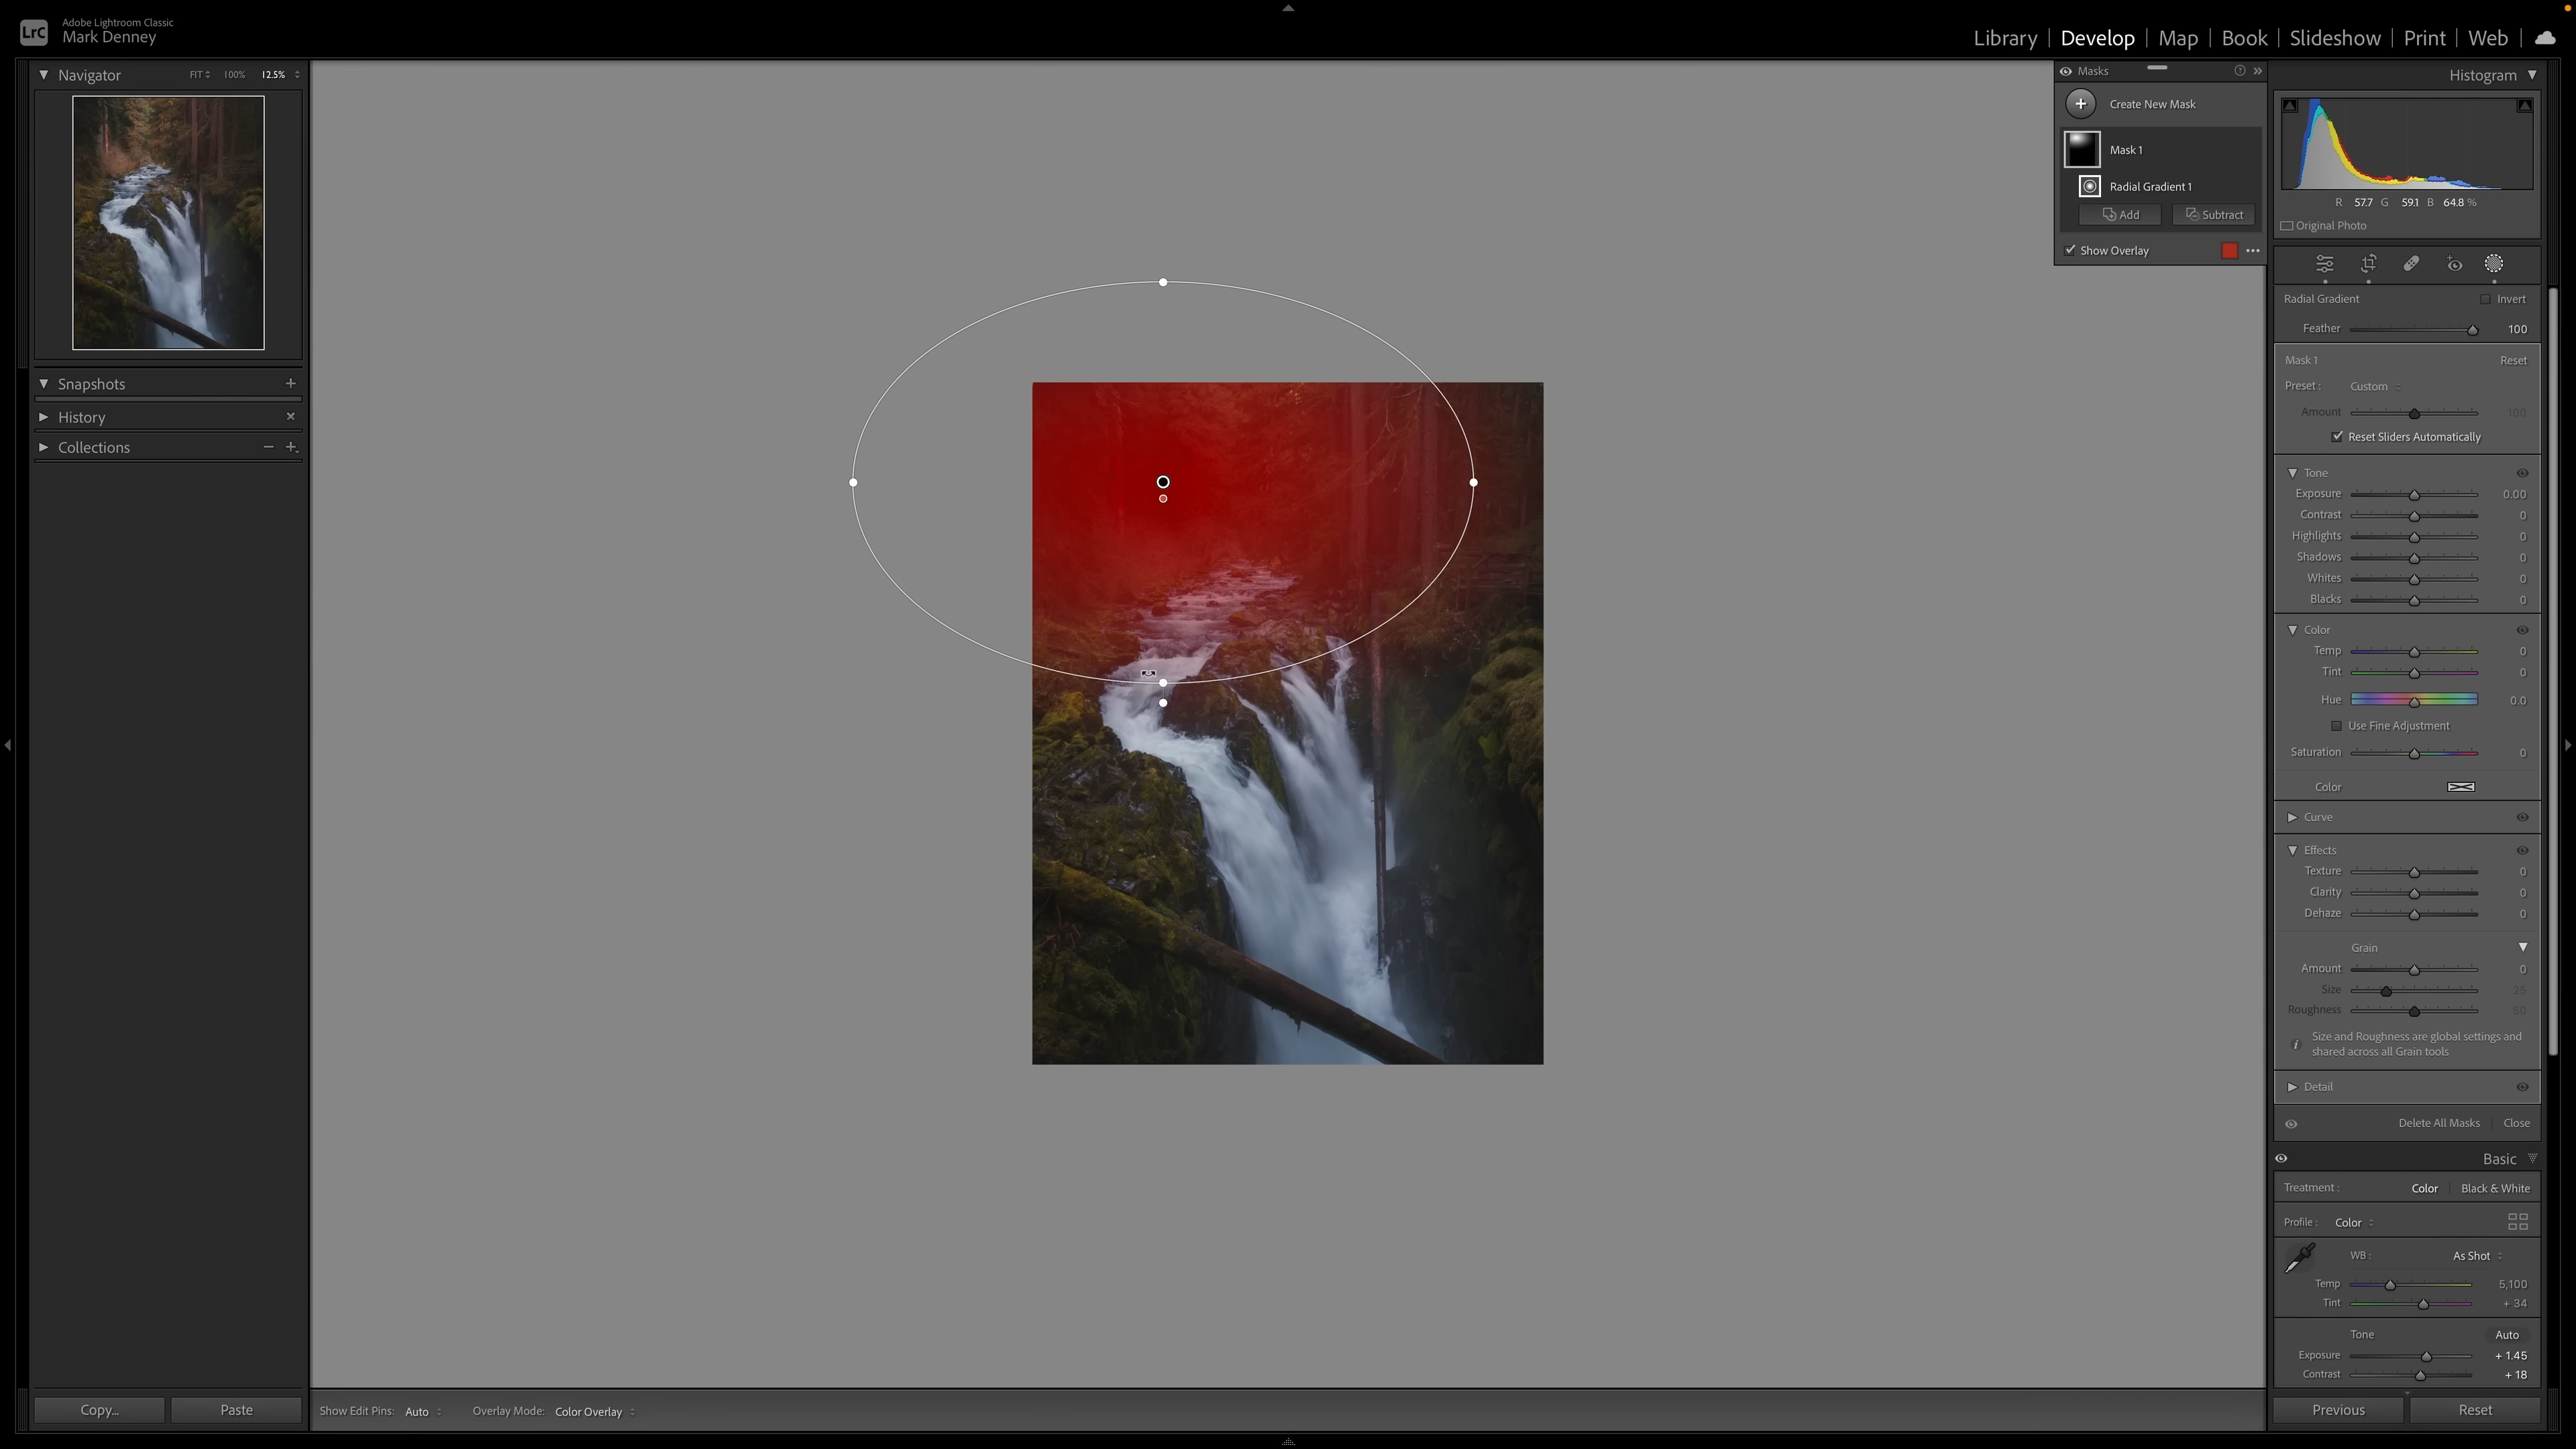 LrC
Adobe Lightroom Classic
Mark Denney
Library | Develop | Map | Book | Slideshow | Print | Web
Navigator FIT 100% 12.5%
Snapshots
History
Collections
Copy... Paste
Show Edit Pins: Auto Overlay Mode: Color Overlay
Masks
Create New Mask
Mask 1
Radial Gradient 1
Add Subtract
Show Overlay
Histogram
R 57.7 G 59.1 B 64.8 %
Original Photo
Radial Gradient Invert
Feather 100
Mask 1 Reset
Preset : Custom
Amount 100
Reset Sliders Automatically
Tone
Exposure 0.00
Contrast 0
Highlights 0
Shadows 0
Whites 0
Blacks 0
Color
Temp 0
Tint 0
Hue 0.0
Use Fine Adjustment
Saturation 0
Color
Curve
Effects
Texture 0
Clarity 0
Dehaze 0
Grain
Amount 0
Size 25
Roughness 50
Size and Roughness are global settings and
shared across all Grain tools
Detail
Delete All Masks Close
Basic
Treatment : Color Black & White
Profile : Color
WB : As Shot
Temp 5,100
Tint + 34
Tone Auto
Exposure + 1.45
Contrast + 18
Previous Reset